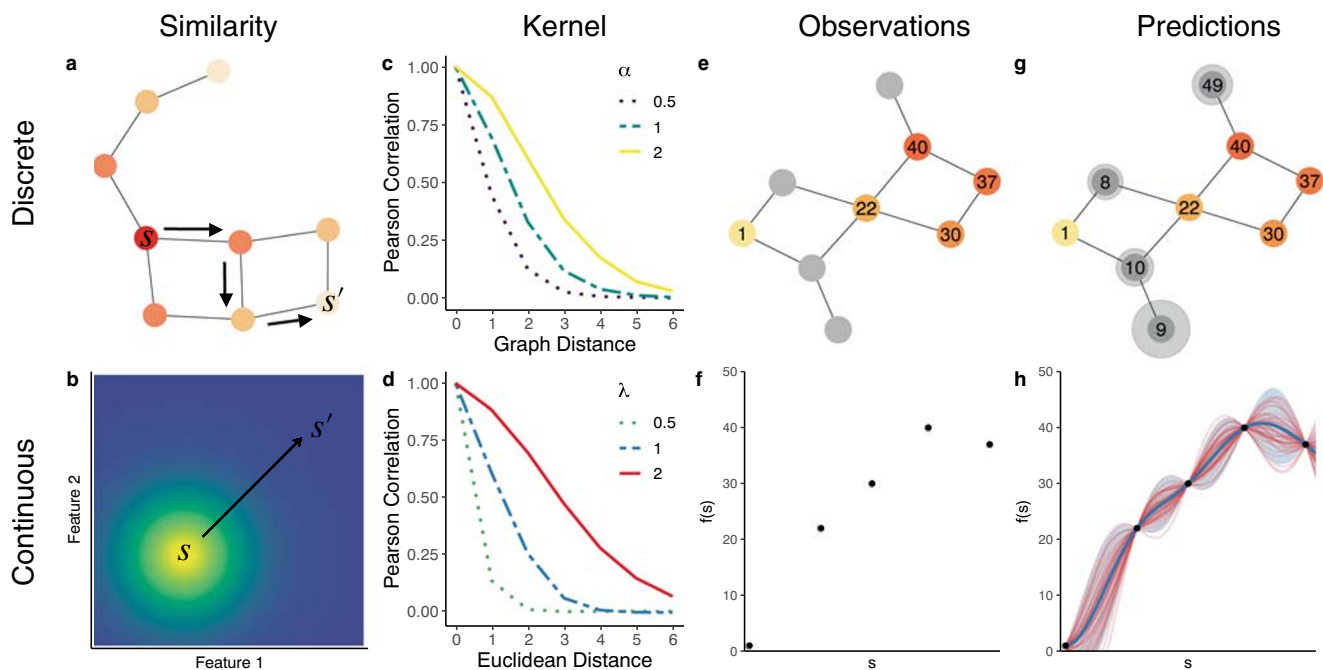 Similarity
Kernel
Observations
Predictions
Discrete
Continuous
a
S
S′
c
Pearson Correlation
1.00
0.75
0.50
0.25
0.00
α
0.5
1
2
0 1 2 3 4 5 6
Graph Distance
e
40
37
22
30
1
g
49
40
37
8
22
30
1
10
9
b
Feature 2
S
S′
Feature 1
d
Pearson Correlation
1.00
0.75
0.50
0.25
0.00
λ
0.5
1
2
0 1 2 3 4 5 6
Euclidean Distance
f
f(s)
50
40
30
20
10
0
s
h
f(s)
50
40
30
20
10
0
s